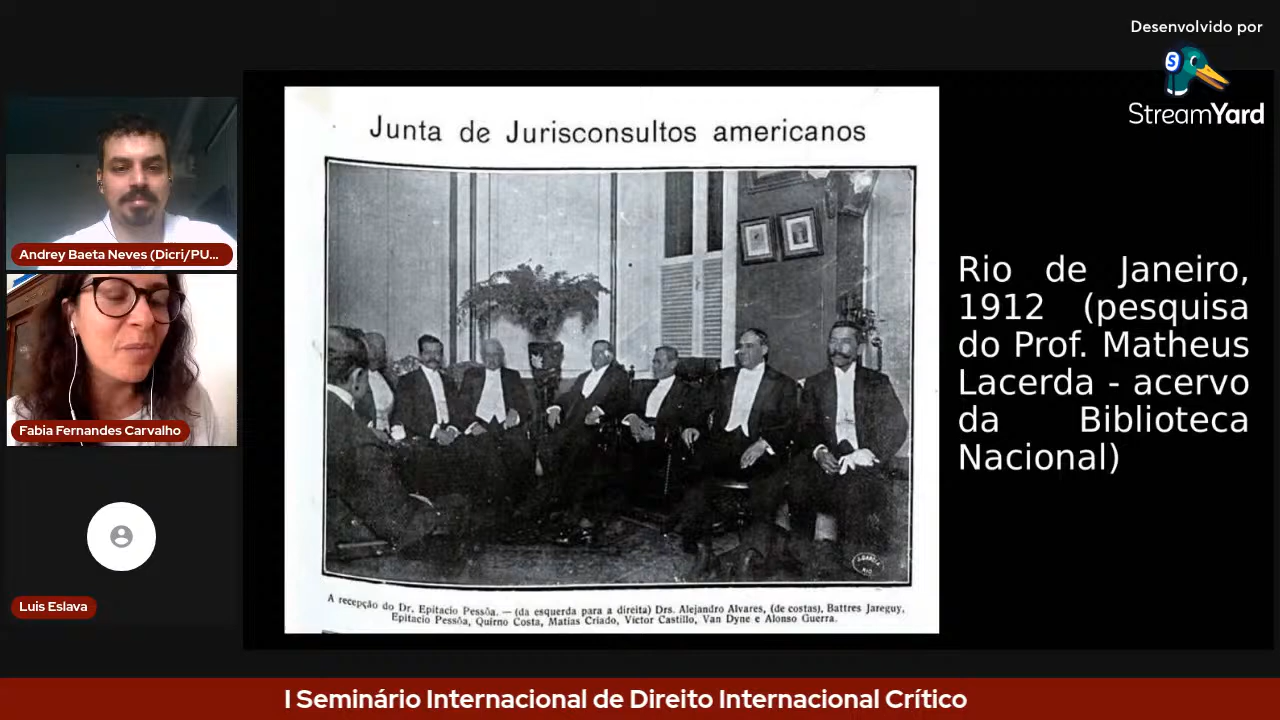 Desenvolvido por
StreamYard
Andrey Baeta Neves (Dicri/PU...
Fabia Fernandes Carvalho
Luis Eslava
Junta de Jurisconsultos americanos
A recepção do Dr. Epitacio Pessôa. — (da esquerda para a direita) Drs. Alejandro Alvares, (de costas), Battres Jareguy,
Epitacio Pessôa, Quirno Costa, Matias Criado, Victor Castillo, Van Dyne e Alonso Guerra.
Rio de Janeiro,
1912 (pesquisa
do Prof. Matheus
Lacerda - acervo
da Biblioteca
Nacional)
I Seminário Internacional de Direito Internacional Crítico